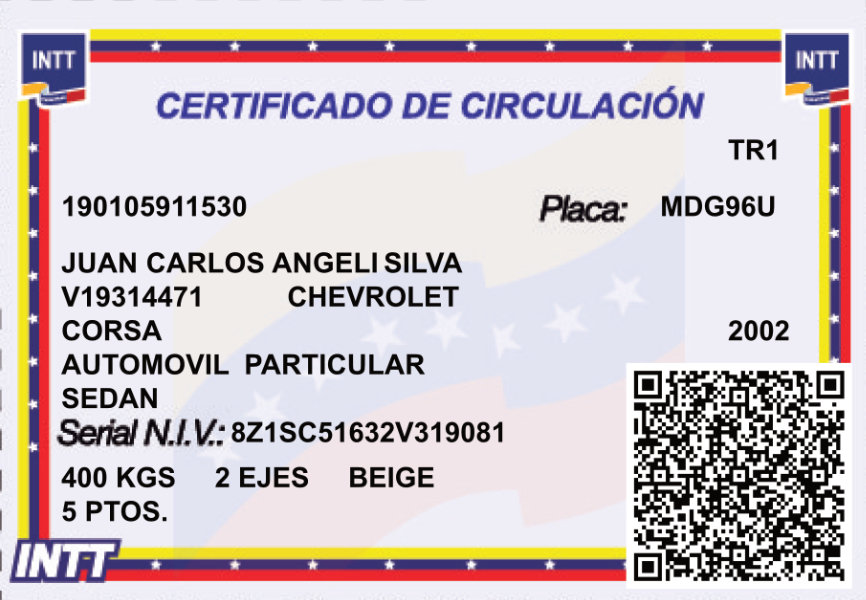 INTT INTT
CERTIFICADO DE CIRCULACIÓN
TR1
190105911530 Placa: MDG96U
JUAN CARLOS ANGELI SILVA
V19314471 CHEVROLET
CORSA 2002
AUTOMOVIL PARTICULAR
SEDAN
Serial N.I.V.: 8Z1SC51632V319081
400 KGS 2 EJES BEIGE
5 PTOS.
INTT